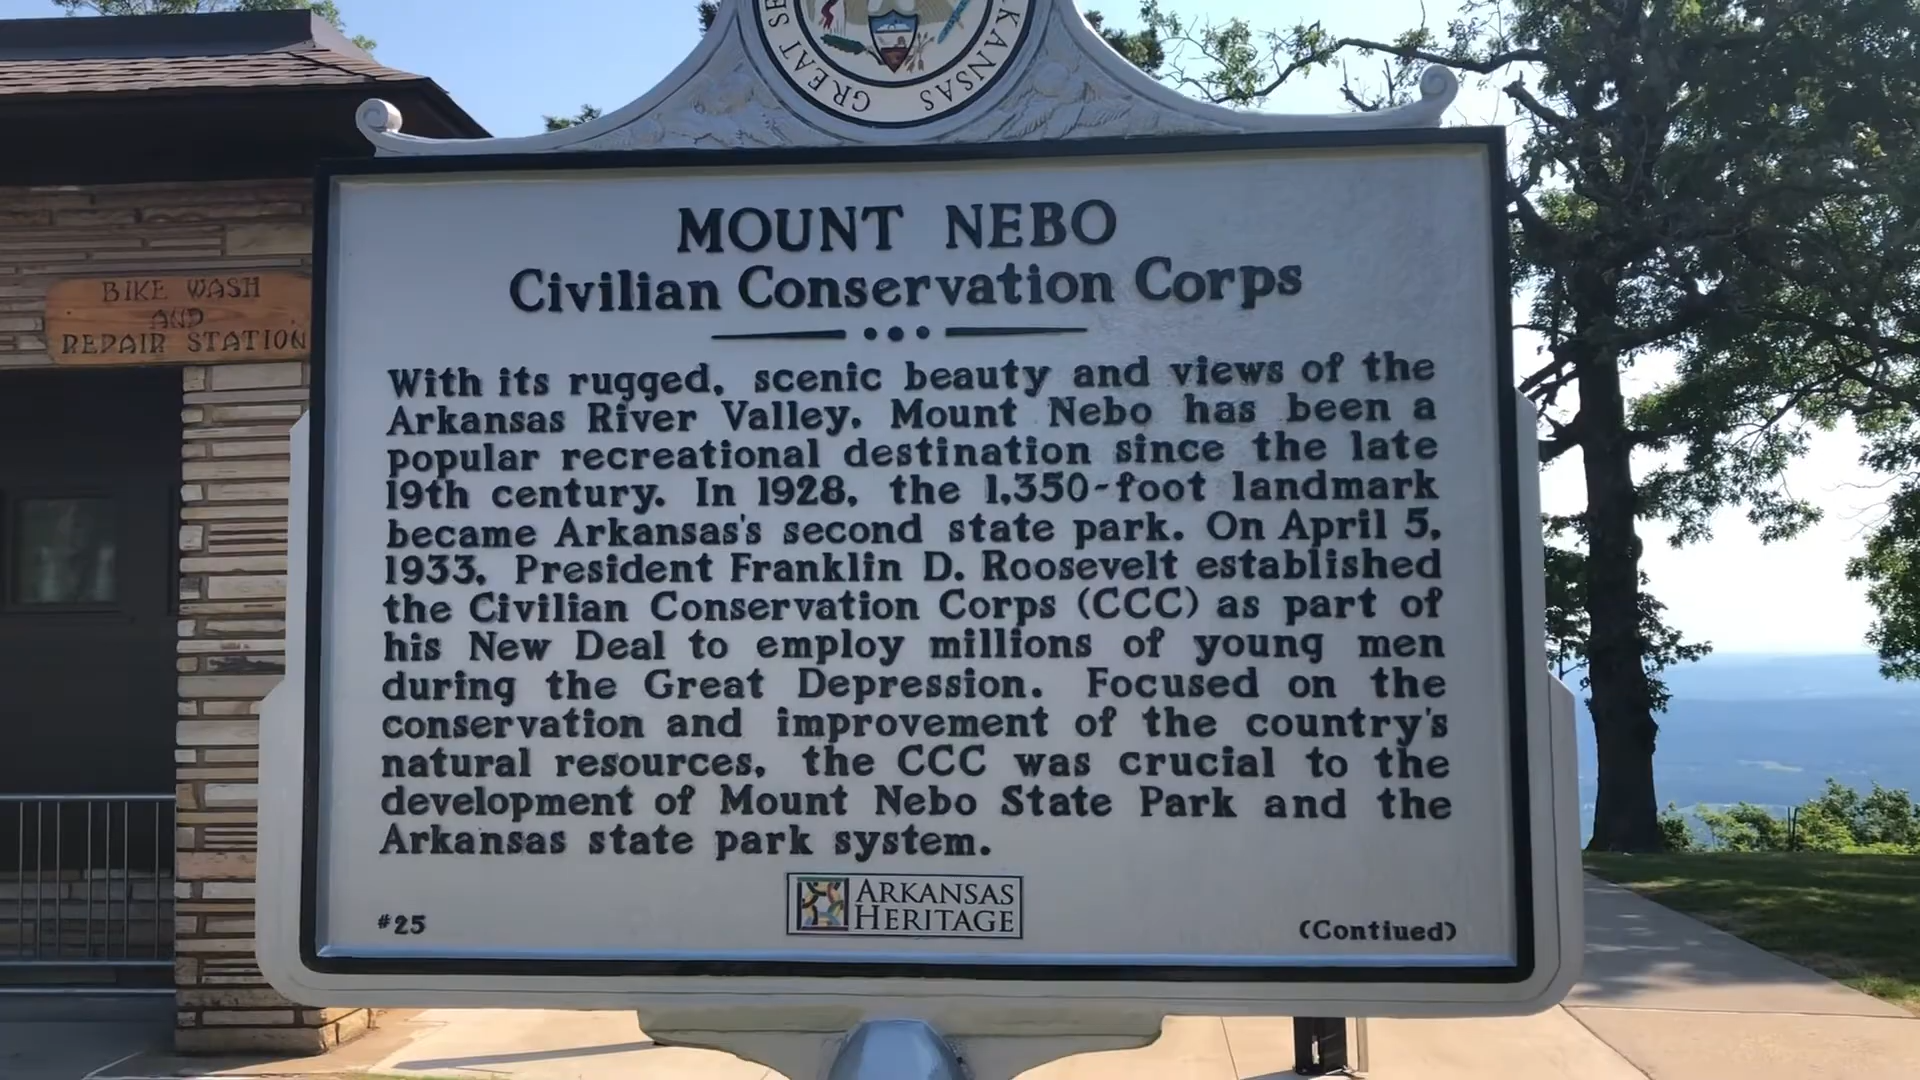 GREAT SE
KANSAS
MOUNT NEBO
Civilian Conservation Corps
With its rugged, scenic beauty and views of the
Arkansas River Valley, Mount Nebo has been a
popular recreational destination since the late
19th century. In 1928, the 1,350-foot landmark
became Arkansas's second state park. On April 5,
1933, President Franklin D. Roosevelt established
the Civilian Conservation Corps (CCC) as part of
his New Deal to employ millions of young men
during the Great Depression. Focused on the
conservation and improvement of the country's
natural resources, the CCC was crucial to the
development of Mount Nebo State Park and the
Arkansas state park system.
#25
ARKANSAS
HERITAGE
(Contiued)
BIKE WASH
AND
REPAIR STATION